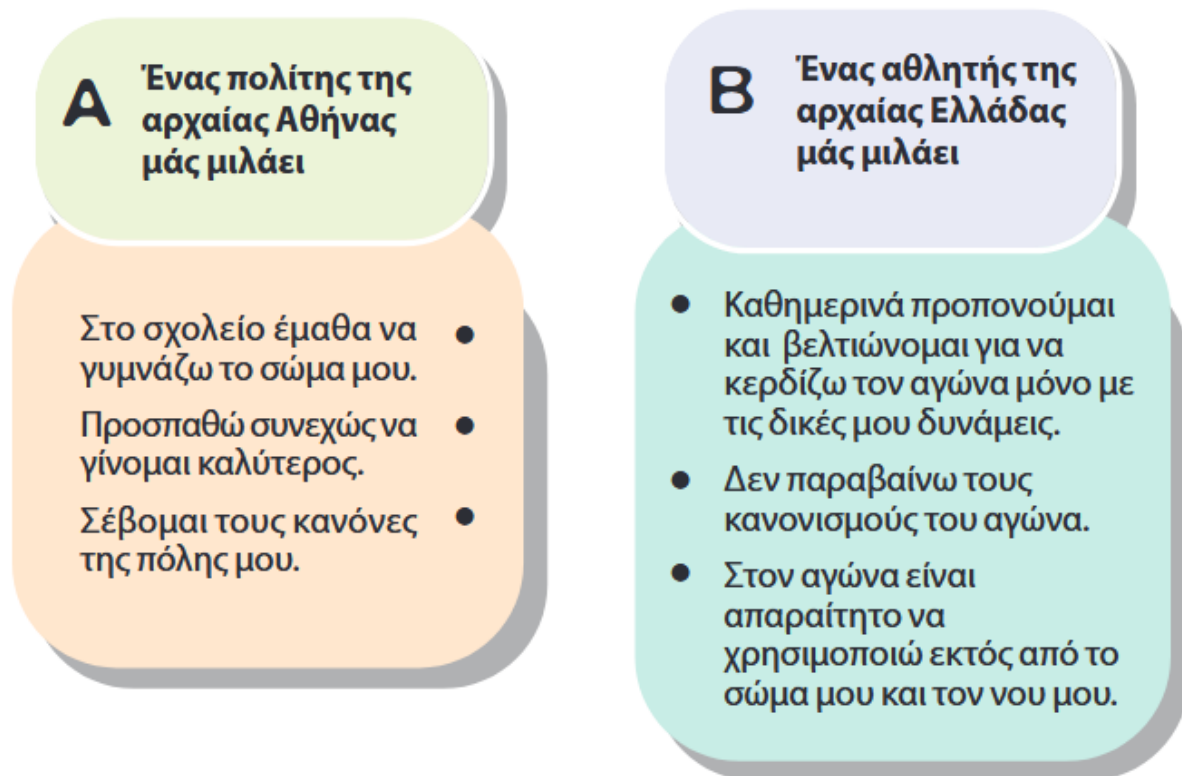 A
Ένας πολίτης της
αρχαίας Αθήνας
μάς μιλάει
Στο σχολείο έμαθα να •
γυμνάζω το σώμα μου.
Προσπαθώ συνεχώς να •
γίνομαι καλύτερος.
Σέβομαι τους κανόνες •
της πόλης μου.
B
Ένας αθλητής της
αρχαίας Ελλάδας
μάς μιλάει
• Καθημερινά προπονούμαι
και βελτιώνομαι για να
κερδίζω τον αγώνα μόνο με
τις δικές μου δυνάμεις.
• Δεν παραβαίνω τους
κανονισμούς του αγώνα.
• Στον αγώνα είναι
απαραίτητο να
χρησιμοποιώ εκτός από το
σώμα μου και τον νου μου.